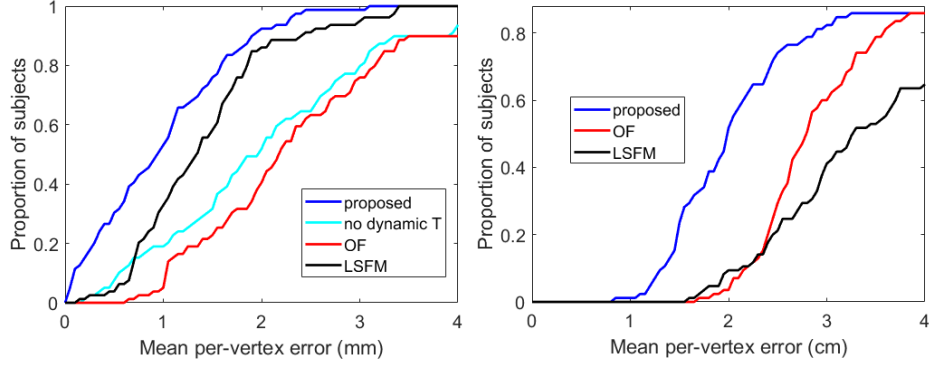 Proportion of subjects
1
0.8
0.6
0.4
0.2
0
0 1 2 3 4
Mean per-vertex error (mm)
proposed
no dynamic T
OF
LSFM
Proportion of subjects
0.8
0.6
0.4
0.2
0
0 1 2 3 4
Mean per-vertex error (cm)
proposed
OF
LSFM